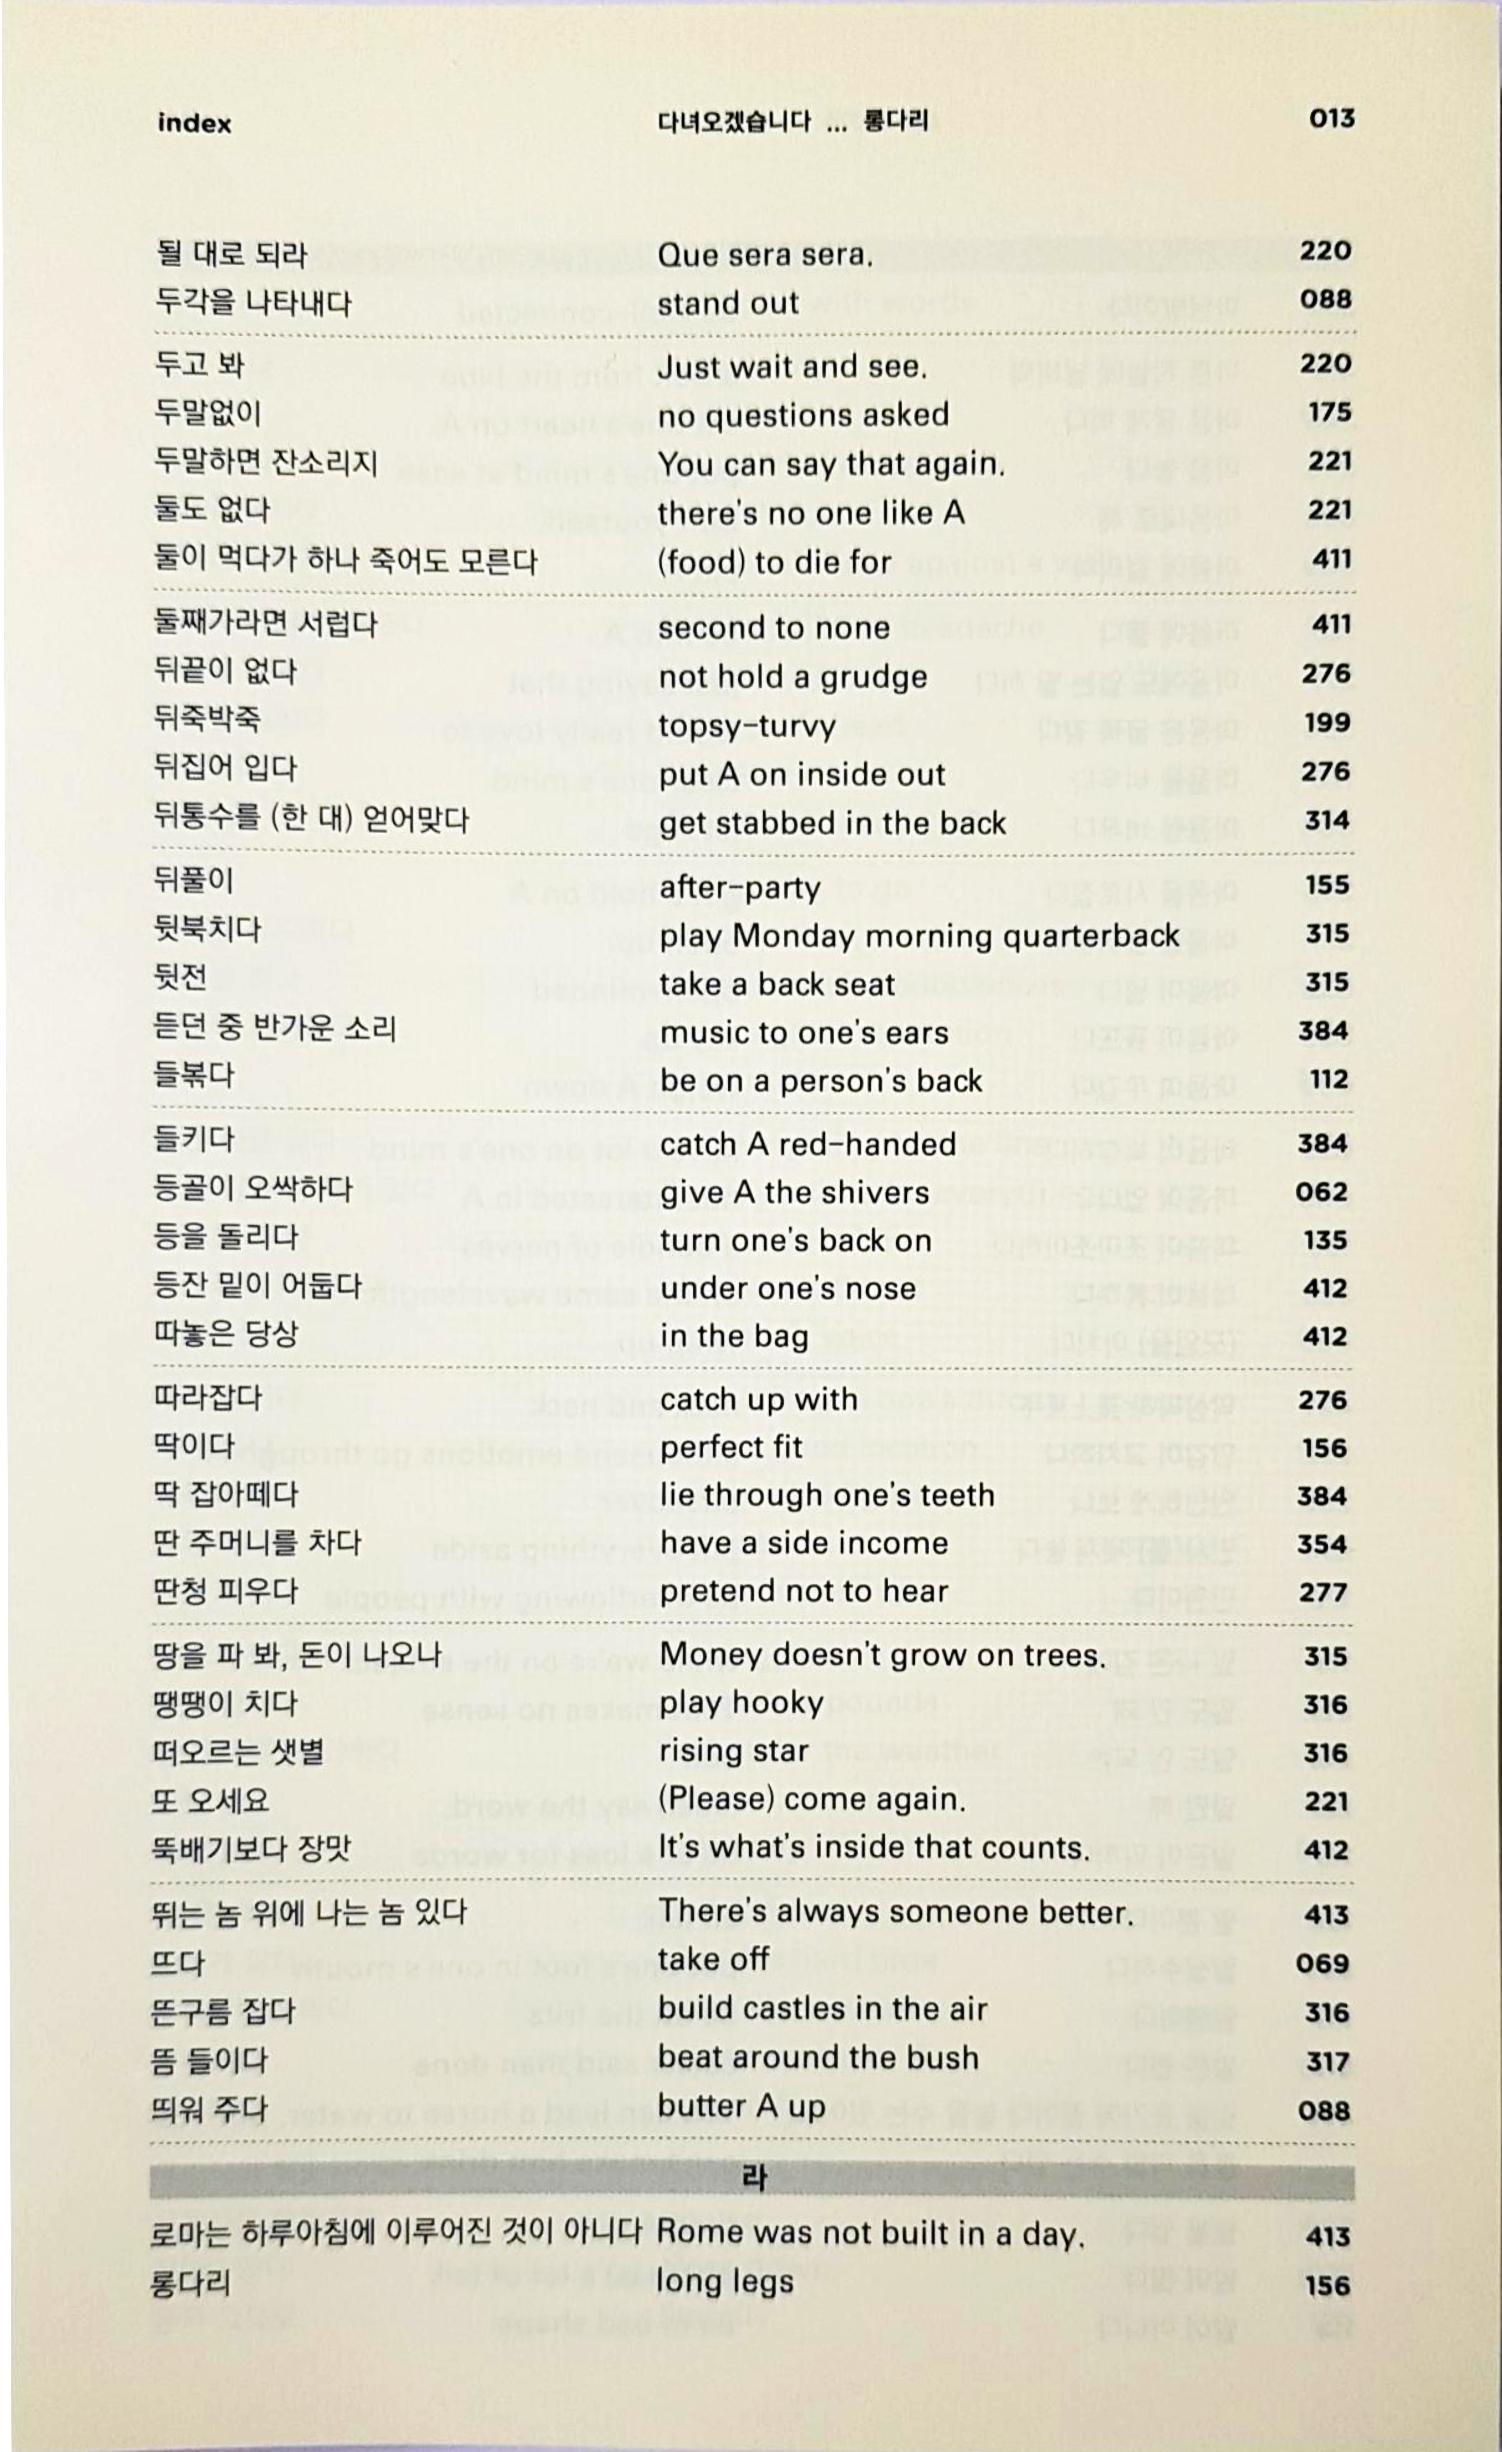 index 다녀오겠습니다 ... 롱다리 013
될 대로 되라 Que sera sera. 220
두각을 나타내다 stand out 088
두고 봐 Just wait and see. 220
두말없이 no questions asked 175
두말하면 잔소리지 You can say that again. 221
둘도 없다 there's no one like A 221
둘이 먹다가 하나 죽어도 모른다 (food) to die for 411
둘째가라면 서럽다 second to none 411
뒤끝이 없다 not hold a grudge 276
뒤죽박죽 topsy-turvy 199
뒤집어 입다 put A on inside out 276
뒤통수를 (한 대) 얻어맞다 get stabbed in the back 314
뒤풀이 after-party 155
뒷북치다 play Monday morning quarterback 315
뒷전 take a back seat 315
듣던 중 반가운 소리 music to one's ears 384
들볶다 be on a person's back 112
들키다 catch A red-handed 384
등골이 오싹하다 give A the shivers 062
등을 돌리다 turn one's back on 135
등잔 밑이 어둡다 under one's nose 412
따놓은 당상 in the bag 412
따라잡다 catch up with 276
딱이다 perfect fit 156
딱 잡아떼다 lie through one's teeth 384
딴 주머니를 차다 have a side income 354
딴청 피우다 pretend not to hear 277
땅을 파 봐, 돈이 나오나 Money doesn't grow on trees. 315
땡땡이 치다 play hooky 316
떠오르는 샛별 rising star 316
또 오세요 (Please) come again. 221
뚝배기보다 장맛 It's what's inside that counts. 412
뛰는 놈 위에 나는 놈 있다 There's always someone better. 413
뜨다 take off 069
뜬구름 잡다 build castles in the air 316
뜸 들이다 beat around the bush 317
띄워 주다 butter A up 088
라
로마는 하루아침에 이루어진 것이 아니다 Rome was not built in a day. 413
롱다리 long legs 156